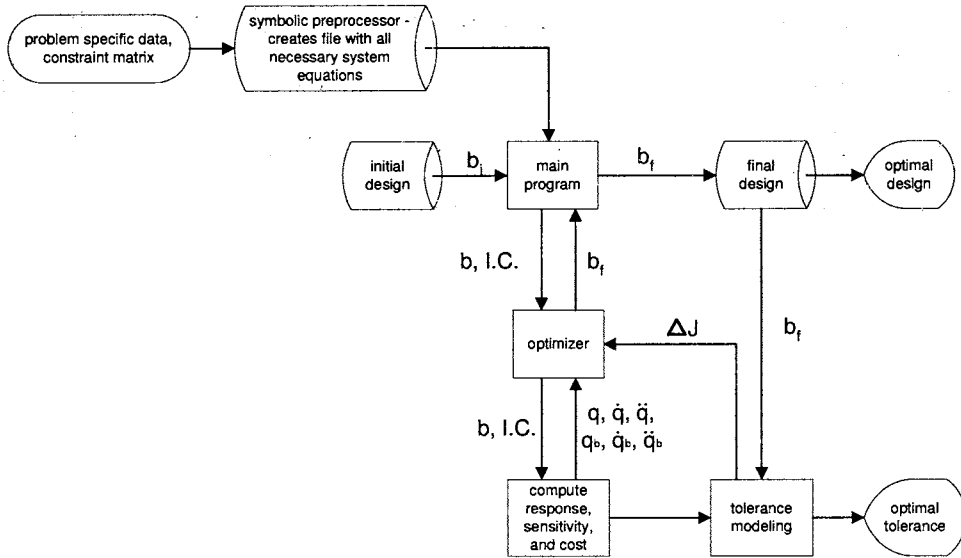 problem specific data,
constraint matrix
symbolic preprocessor -
creates file with all
necessary system
equations
initial
design
b_i
main
program
b_f
final
design
optimal
design
b, I.C.
b_f
optimizer
ΔJ
b_f
b, I.C.
q, q̇, q̈,
q_b, q̇_b, q̈_b
compute
response,
sensitivity,
and cost
tolerance
modeling
optimal
tolerance